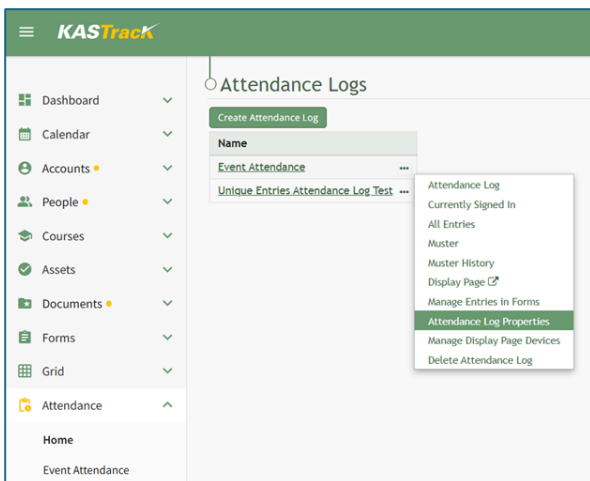 KASTrack
Dashboard
Calendar
Accounts
People
Courses
Assets
Documents
Forms
Grid
Attendance
Home
Event Attendance
Attendance Logs
Create Attendance Log
Name
Event Attendance
Unique Entries Attendance Log Test
Attendance Log
Currently Signed In
All Entries
Muster
Muster History
Display Page
Manage Entries in Forms
Attendance Log Properties
Manage Display Page Devices
Delete Attendance Log